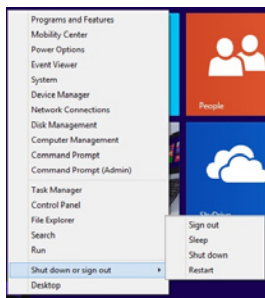 Programs and Features
Mobility Center
Power Options
Event Viewer
System
Device Manager
Network Connections
Disk Management
Computer Management
Command Prompt
Command Prompt (Admin)
Task Manager
Control Panel
File Explorer
Search
Run
Shut down or sign out
Desktop
People
SkyDrive
Sign out
Sleep
Shut down
Restart